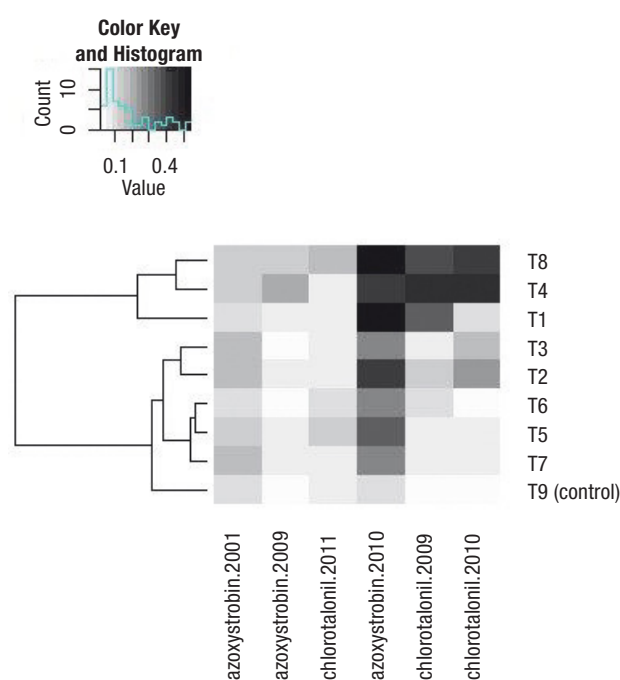 Color Key
and Histogram
Count
10
0
0.1 0.4
Value
T8
T4
T1
T3
T2
T6
T5
T7
T9 (control)
azoxystrobin.2001
azoxystrobin.2009
chlorotalonil.2011
azoxystrobin.2010
chlorotalonil.2009
chlorotalonil.2010